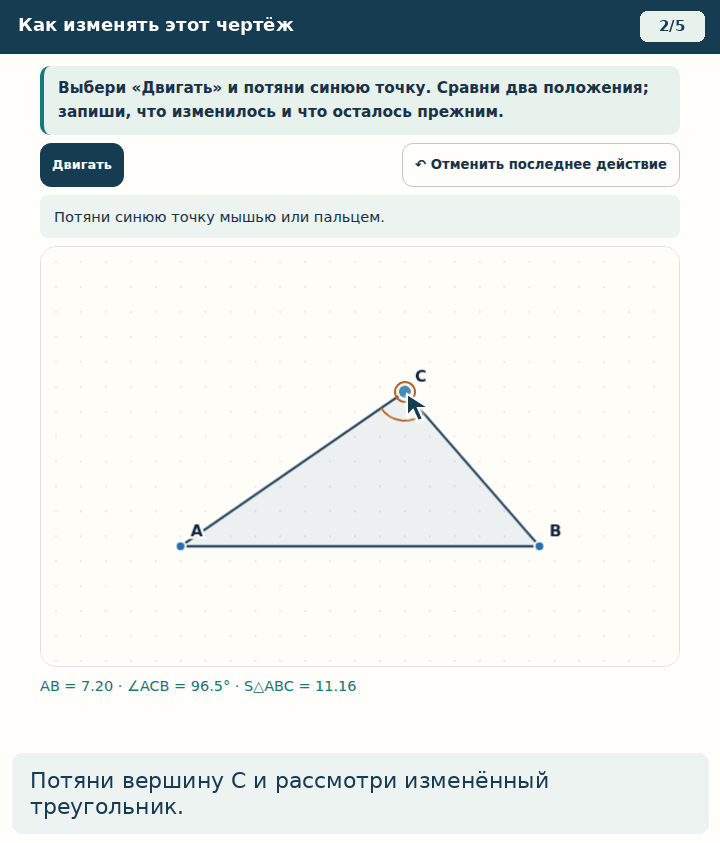 Как изменять этот чертёж
2/5
Выбери «Двигать» и потяни синюю точку. Сравни два положения;
запиши, что изменилось и что осталось прежним.
Двигать
↶ Отменить последнее действие
Потяни синюю точку мышью или пальцем.
C
A
B
AB = 7.20 · ∠ACB = 96.5° · S△ABC = 11.16
Потяни вершину C и рассмотри изменённый
треугольник.